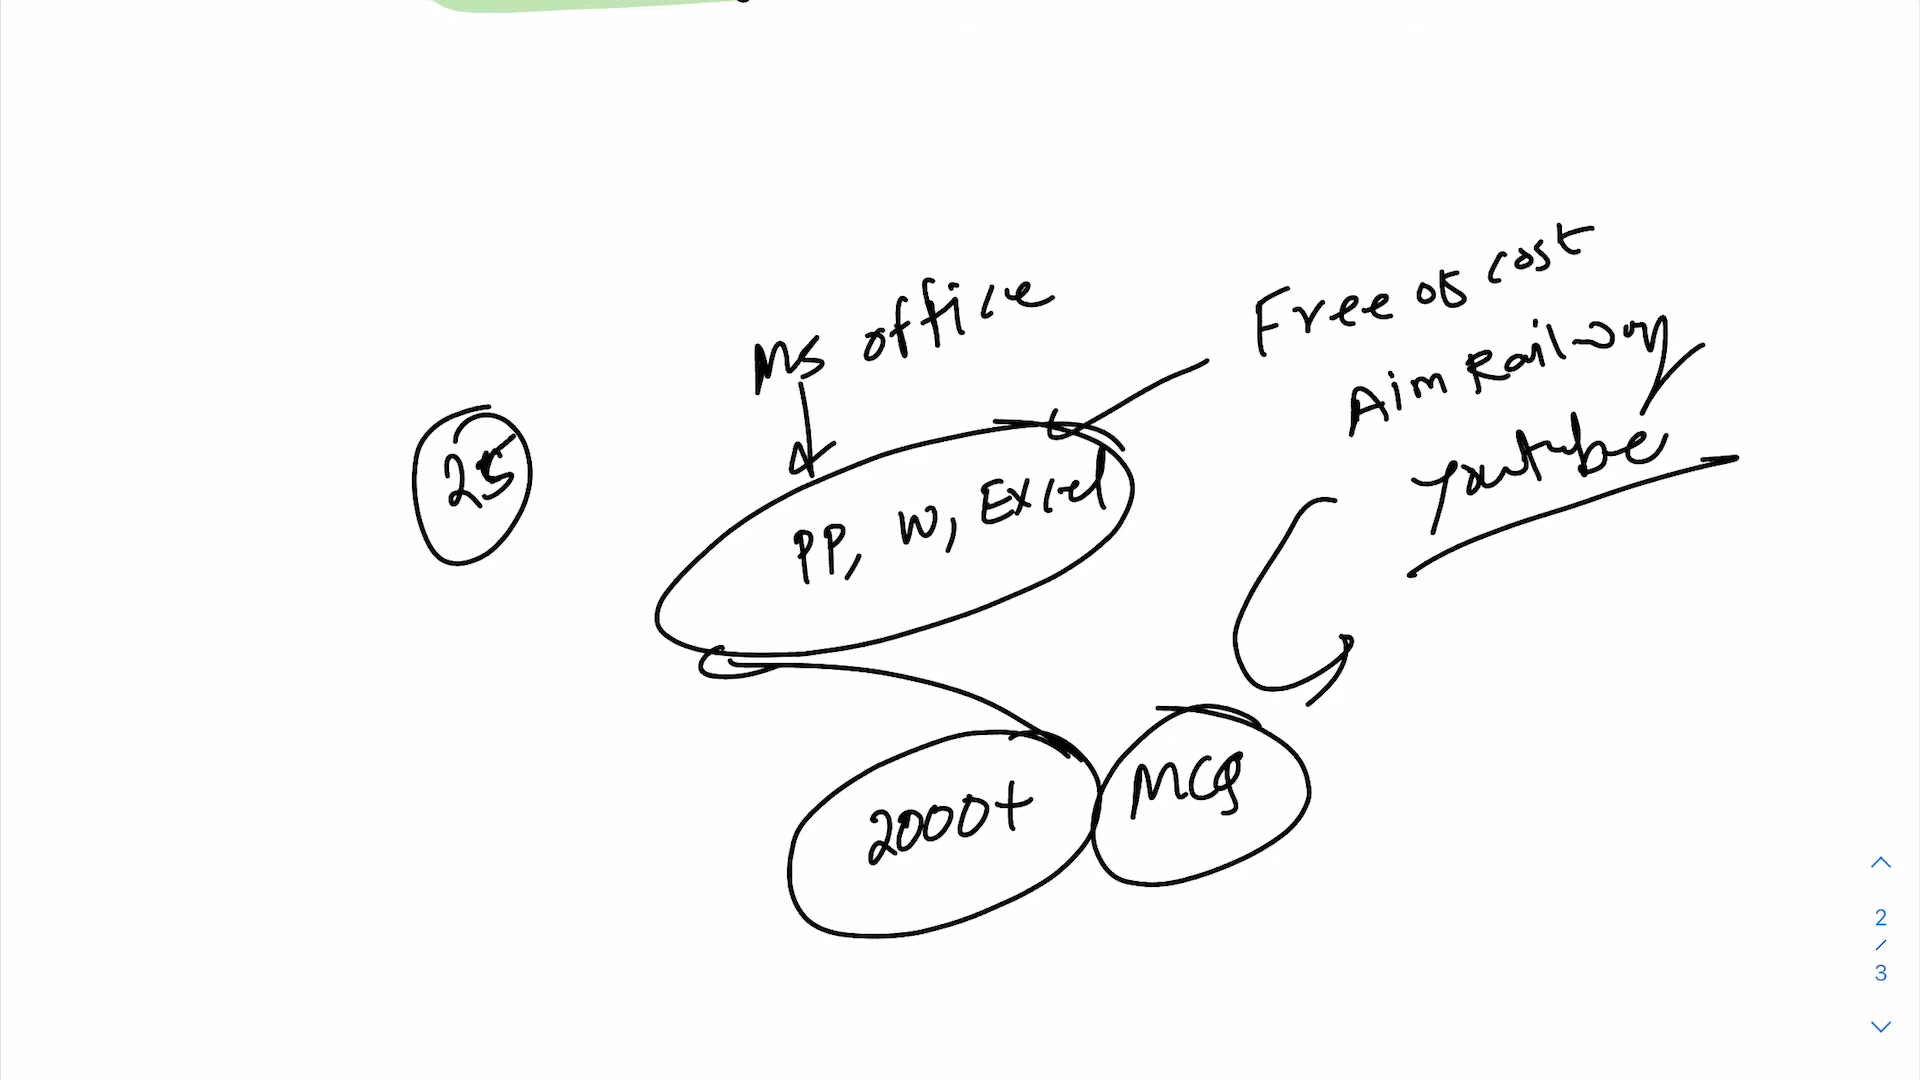 MS office
Free of cost
Aim Railway
Youtube
25
PP, W, Excel
2000+
MCQ
2
/
3